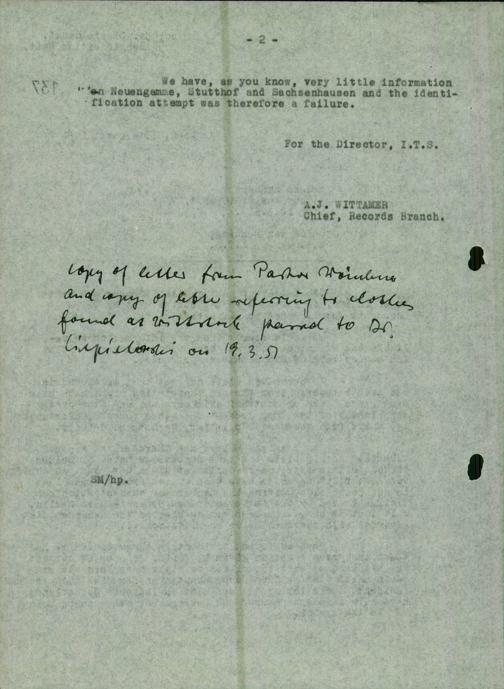 - 2 -
137
We have, as you know, very little information
on Neuengamme, Stutthof and Sachsenhausen and the identi-
fication attempt was therefore a failure.
For the Director, I.T.S.
A.J. WITTAMER
Chief, Records Branch.
copy of letter from Pastor
and copy of letter referring to clothes
found at Wittstock passed to Dr.
on 19.3.51
SM/hp.